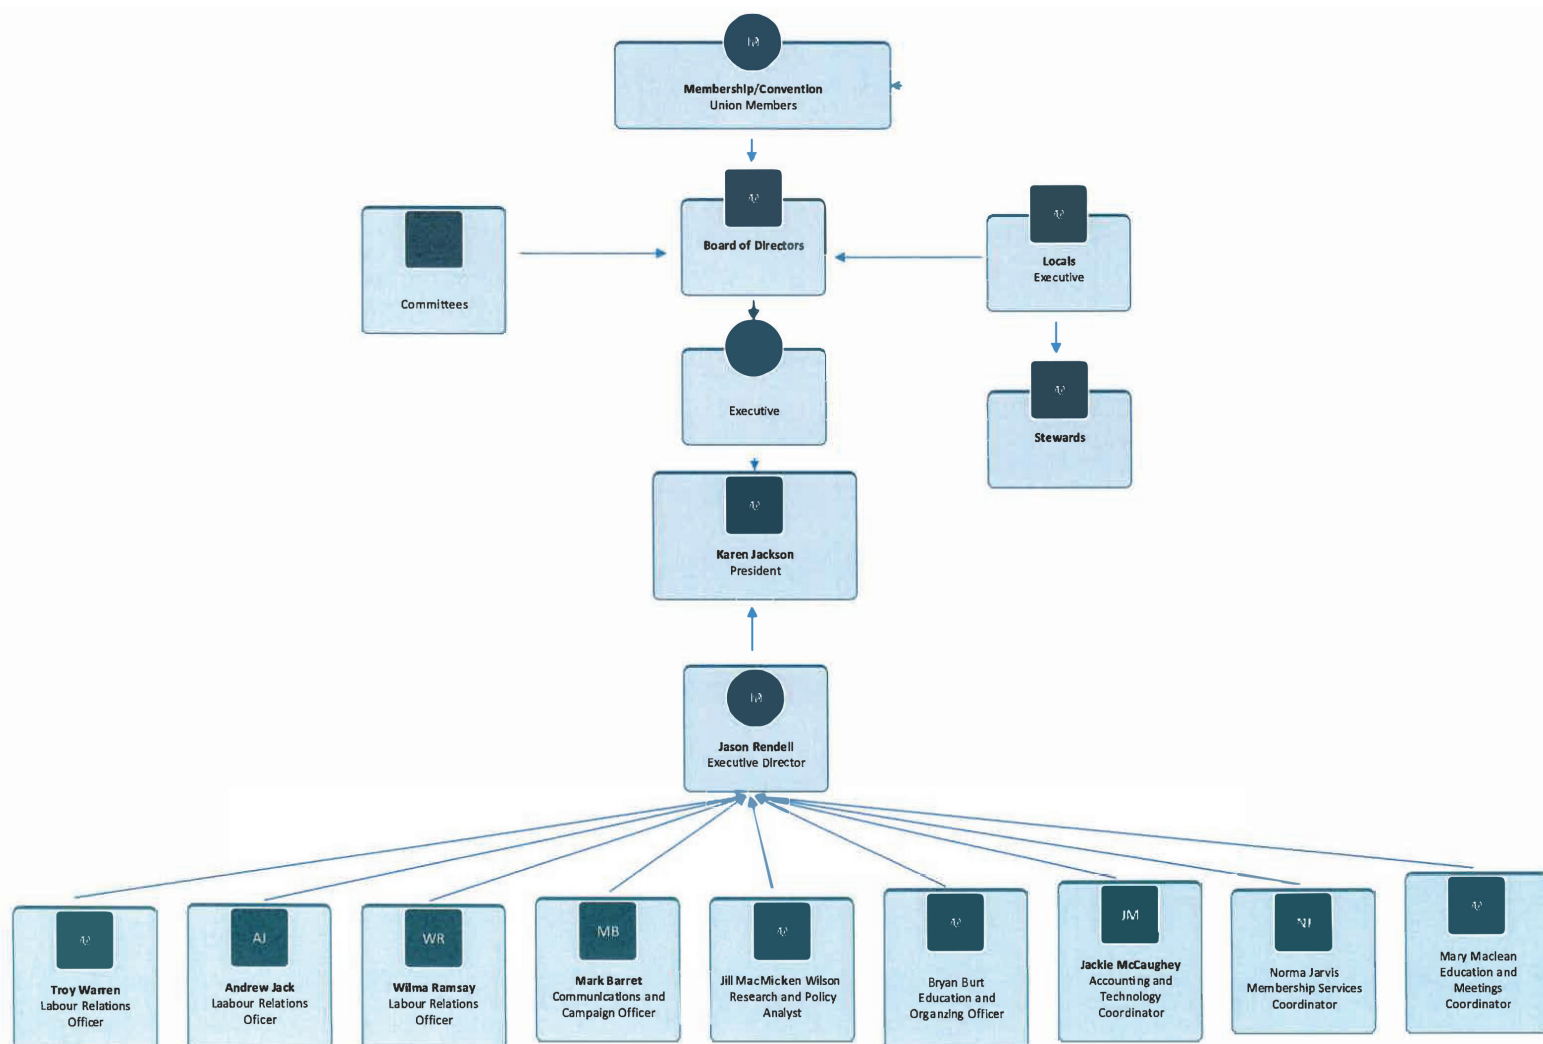 Membership/Convention
Union Members
Board of Directors
Locals
Executive
Committees
Executive
Stewards
Karen Jackson
President
Jason Rendell
Executive Director
Troy Warren
Labour Relations
Officer
AJ
Andrew Jack
Laabour Relations
Oficer
WR
Wilma Ramsay
Labour Relations
Officer
MB
Mark Barret
Communications and
Campaign Officer
Jill MacMicken Wilson
Research and Policy
Analyst
Bryan Burt
Education and
Organzing Officer
JM
Jackie McCaughey
Accounting and
Technology
Coordinator
NJ
Norma Jarvis
Membership Services
Coordinator
Mary Maclean
Education and
Meetings
Coordinator